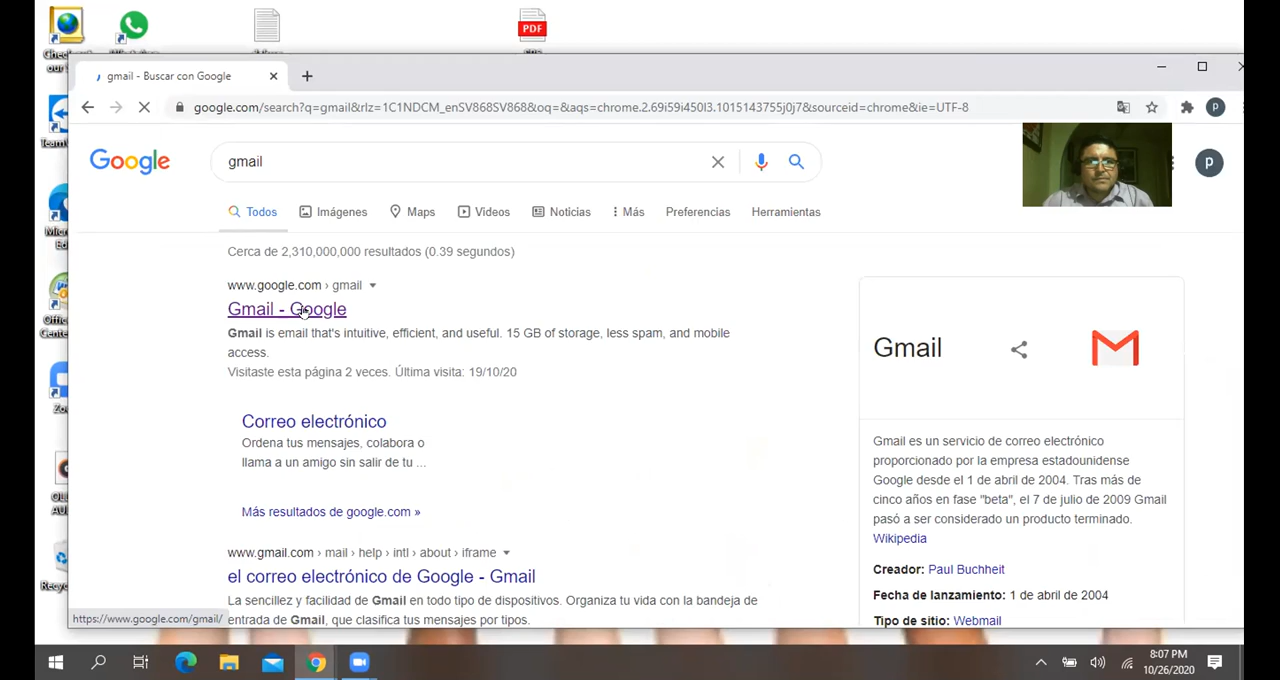 PDF
gmail - Buscar con Google
google.com/search?q=gmail&rlz=1C1NDCM_enSV868SV868&oq=&aqs=chrome.2.69i59i450l3.1015143755j0j7&sourceid=chrome&ie=UTF-8
P
Google
gmail
P
Todos
Imágenes
Maps
Videos
Noticias
Más
Preferencias
Herramientas
Cerca de 2,310,000,000 resultados (0.39 segundos)
www.google.com › gmail
Gmail - Google
Gmail is email that's intuitive, efficient, and useful. 15 GB of storage, less spam, and mobile
access.
Visitaste esta página 2 veces. Última visita: 19/10/20
Correo electrónico
Ordena tus mensajes, colabora o
llama a un amigo sin salir de tu ...
Más resultados de google.com »
www.gmail.com › mail › help › intl › about › iframe
el correo electrónico de Google - Gmail
La sencillez y facilidad de Gmail en todo tipo de dispositivos. Organiza tu vida con la bandeja de
entrada de Gmail, que clasifica tus mensajes por tipos.
Gmail
Gmail es un servicio de correo electrónico
proporcionado por la empresa estadounidense
Google desde el 1 de abril de 2004. Tras más de
cinco años en fase "beta", el 7 de julio de 2009 Gmail
pasó a ser considerado un producto terminado.
Wikipedia
Creador: Paul Buchheit
Fecha de lanzamiento: 1 de abril de 2004
Tipo de sitio: Webmail
https://www.google.com/gmail/
8:07 PM
10/26/2020